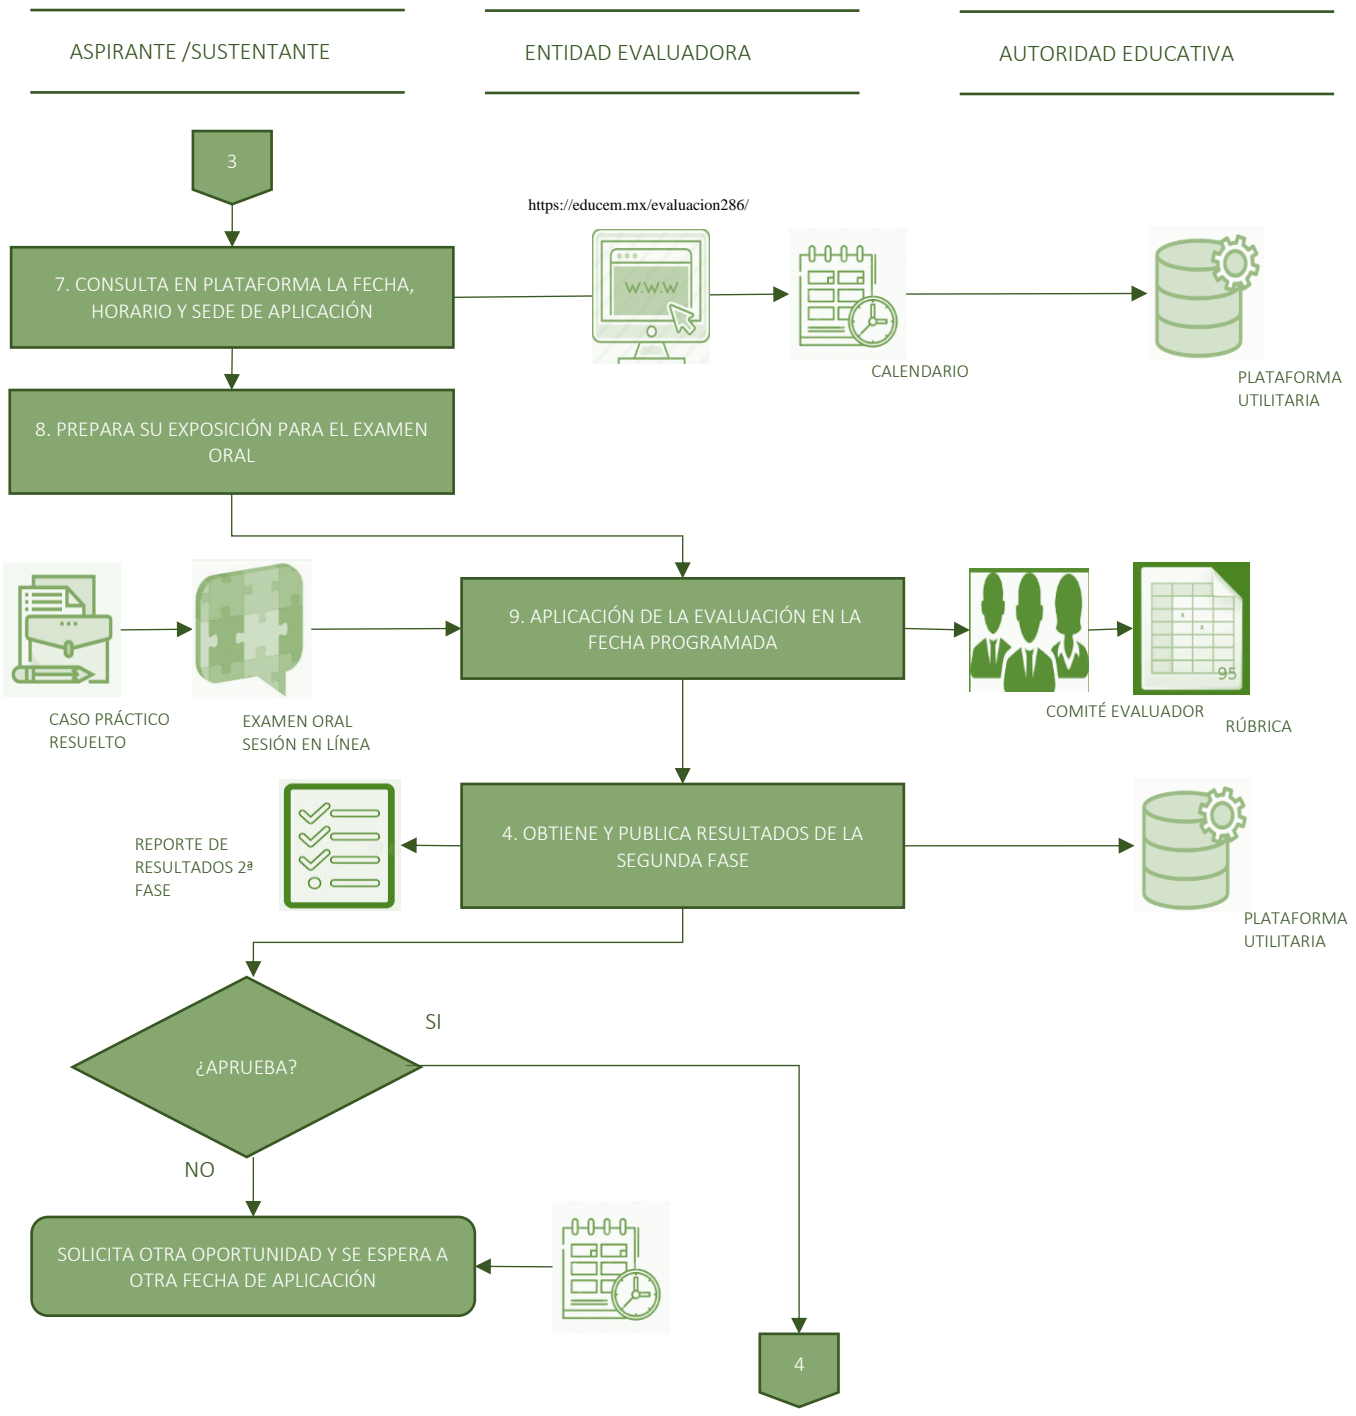 ASPIRANTE /SUSTENTANTE
ENTIDAD EVALUADORA
AUTORIDAD EDUCATIVA
3
https://educem.mx/evaluacion286/
7. CONSULTA EN PLATAFORMA LA FECHA,
HORARIO Y SEDE DE APLICACIÓN
W.W.W
CALENDARIO
PLATAFORMA
UTILITARIA
8. PREPARA SU EXPOSICIÓN PARA EL EXAMEN
ORAL
9. APLICACIÓN DE LA EVALUACIÓN EN LA
FECHA PROGRAMADA
x
x
95
CASO PRÁCTICO
RESUELTO
EXAMEN ORAL
SESIÓN EN LÍNEA
COMITÉ EVALUADOR
RÚBRICA
4. OBTIENE Y PUBLICA RESULTADOS DE LA
SEGUNDA FASE
REPORTE DE
RESULTADOS 2ª
FASE
PLATAFORMA
UTILITARIA
¿APRUEBA?
SI
NO
SOLICITA OTRA OPORTUNIDAD Y SE ESPERA A
OTRA FECHA DE APLICACIÓN
4